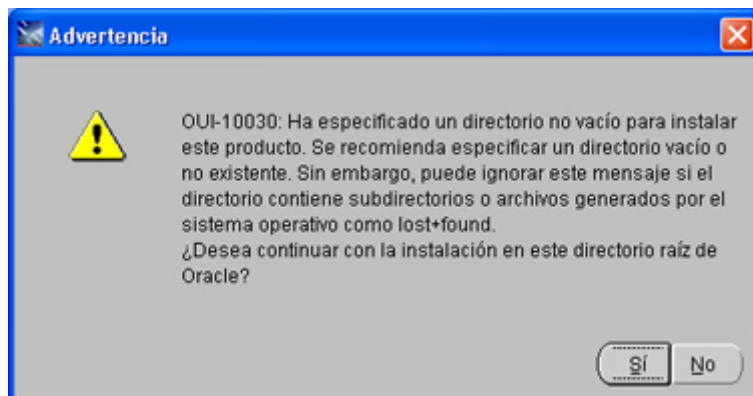 Advertencia
OUI-10030: Ha especificado un directorio no vacío para instalar
este producto. Se recomienda especificar un directorio vacío o
no existente. Sin embargo, puede ignorar este mensaje si el
directorio contiene subdirectorios o archivos generados por el
sistema operativo como lost+found.
¿Desea continuar con la instalación en este directorio raíz de
Oracle?
Sí No